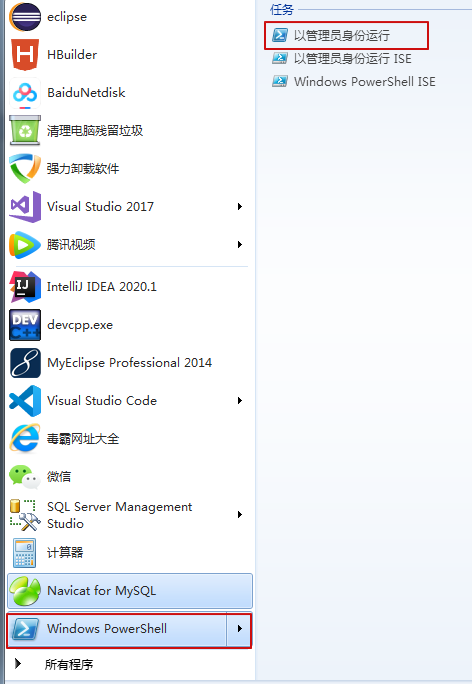 eclipse
HBuilder
BaiduNetdisk
清理电脑残留垃圾
强力卸载软件
Visual Studio 2017
腾讯视频
IntelliJ IDEA 2020.1
devcpp.exe
MyEclipse Professional 2014
Visual Studio Code
毒霸网址大全
微信
SQL Server Management
Studio
计算器
Navicat for MySQL
Windows PowerShell
所有程序
任务
以管理员身份运行
以管理员身份运行 ISE
Windows PowerShell ISE